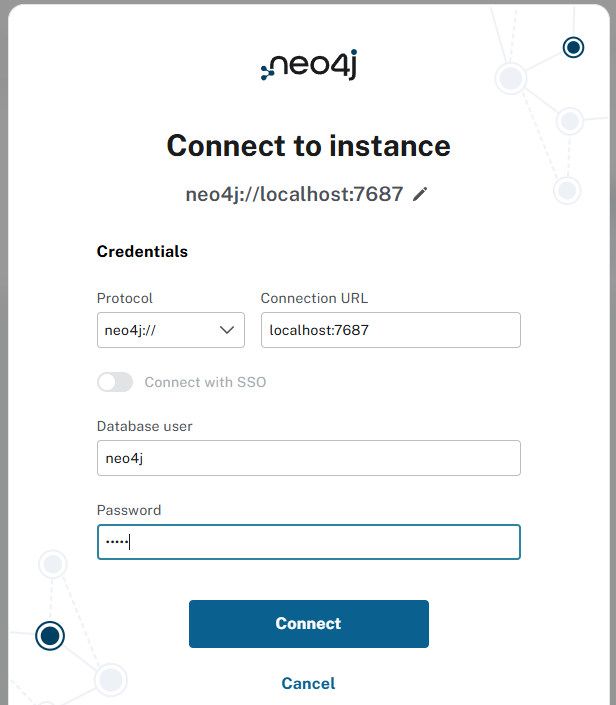 neo4j
Connect to instance
neo4j://localhost:7687
Credentials
Protocol Connection URL
neo4j:// localhost:7687
Connect with SSO
Database user
neo4j
Password
•••••
Connect
Cancel